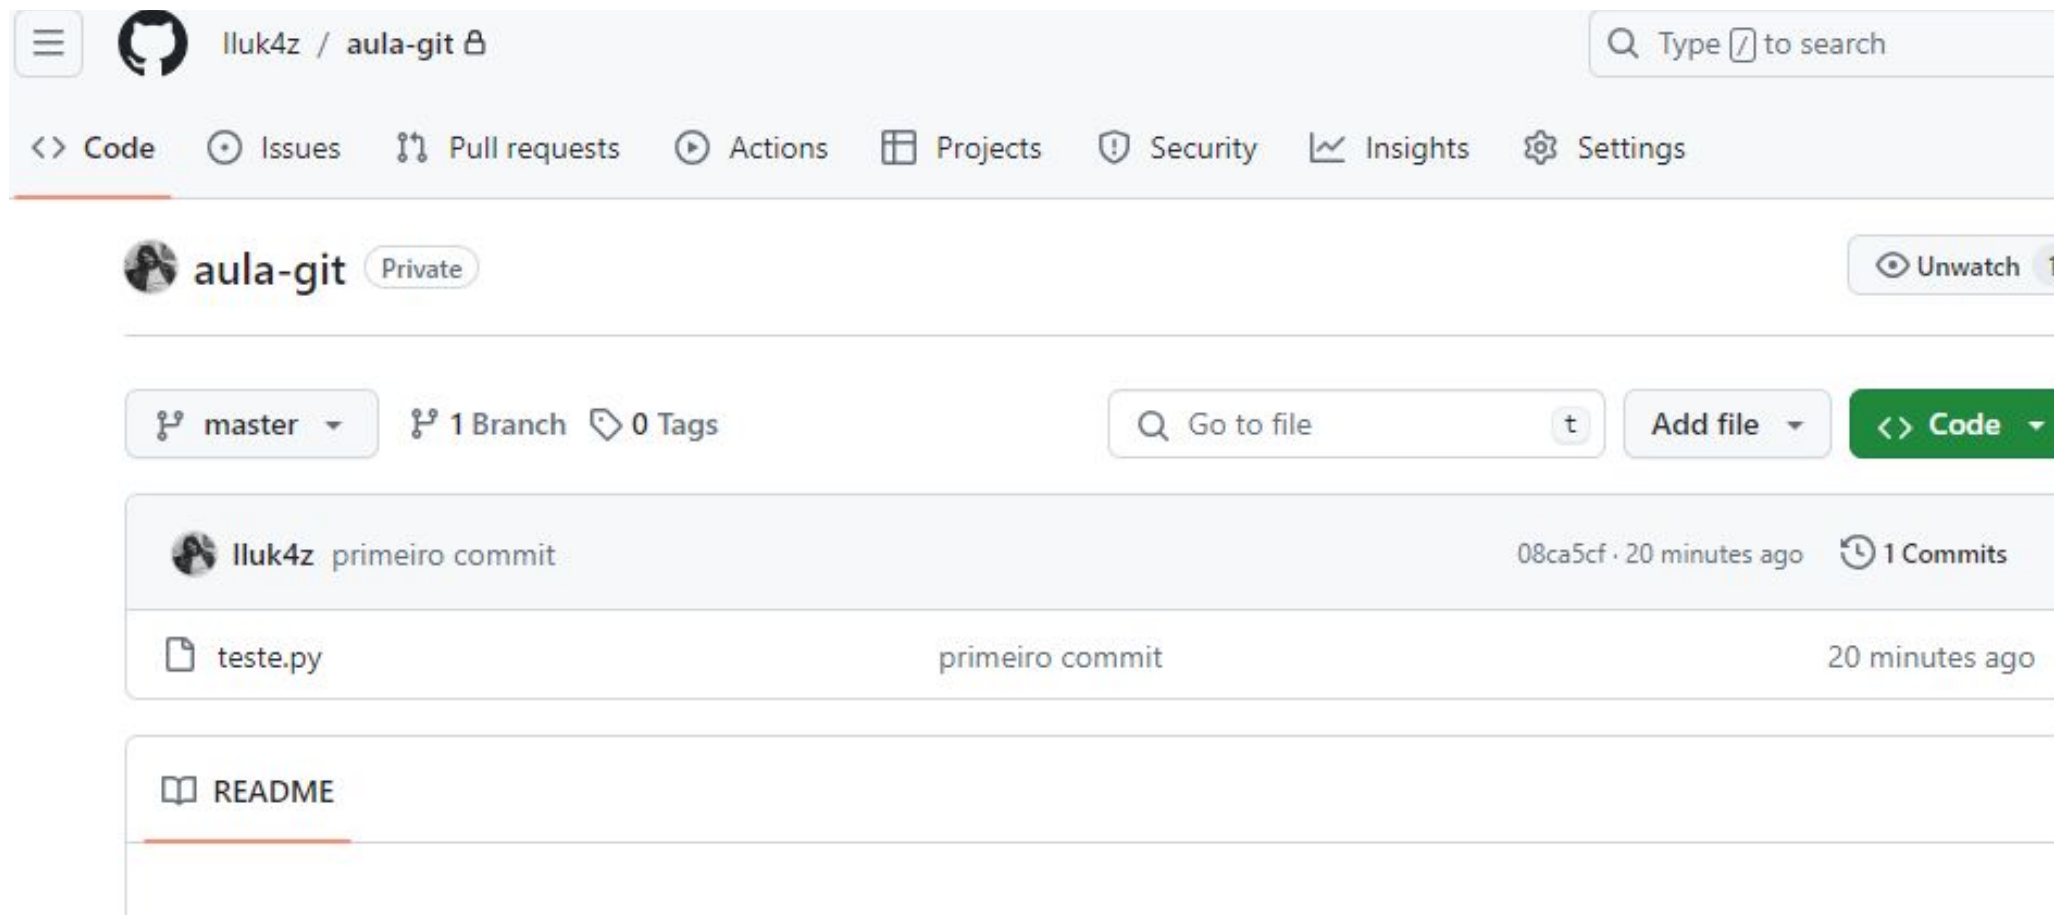 lluk4z / aula-git Type / to search
Code Issues Pull requests Actions Projects Security Insights Settings
aula-git Private Unwatch 1
master 1 Branch 0 Tags Go to file t Add file Code
lluk4z primeiro commit 08ca5cf · 20 minutes ago 1 Commits
teste.py primeiro commit 20 minutes ago
README